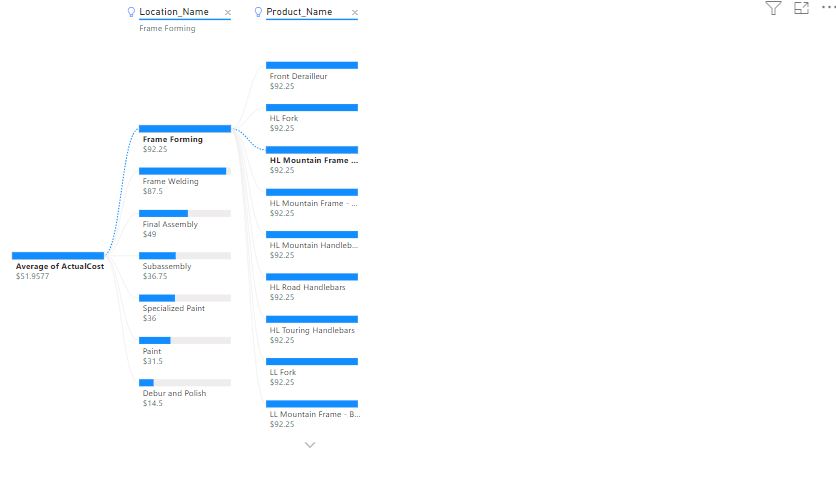 Location_Name
Product_Name
Frame Forming
Average of ActualCost
$51.9577
Frame Forming
$92.25
Frame Welding
$87.5
Final Assembly
$49
Subassembly
$36.75
Specialized Paint
$36
Paint
$31.5
Debur and Polish
$14.5
Front Derailleur
$92.25
HL Fork
$92.25
HL Mountain Frame ...
$92.25
HL Mountain Frame - ...
$92.25
HL Mountain Handleb...
$92.25
HL Road Handlebars
$92.25
HL Touring Handlebars
$92.25
LL Fork
$92.25
LL Mountain Frame - B...
$92.25